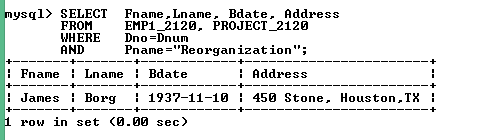 mysql> SELECT Fname,Lname, Bdate, Address
FROM EMP1_2120, PROJECT_2120
WHERE Dno=Dnum
AND Pname="Reorganization";
+-------+-------+------------+-----------------------+
| Fname | Lname | Bdate | Address |
+-------+-------+------------+-----------------------+
| James | Borg | 1937-11-10 | 450 Stone, Houston,TX |
+-------+-------+------------+-----------------------+
1 row in set (0.00 sec)